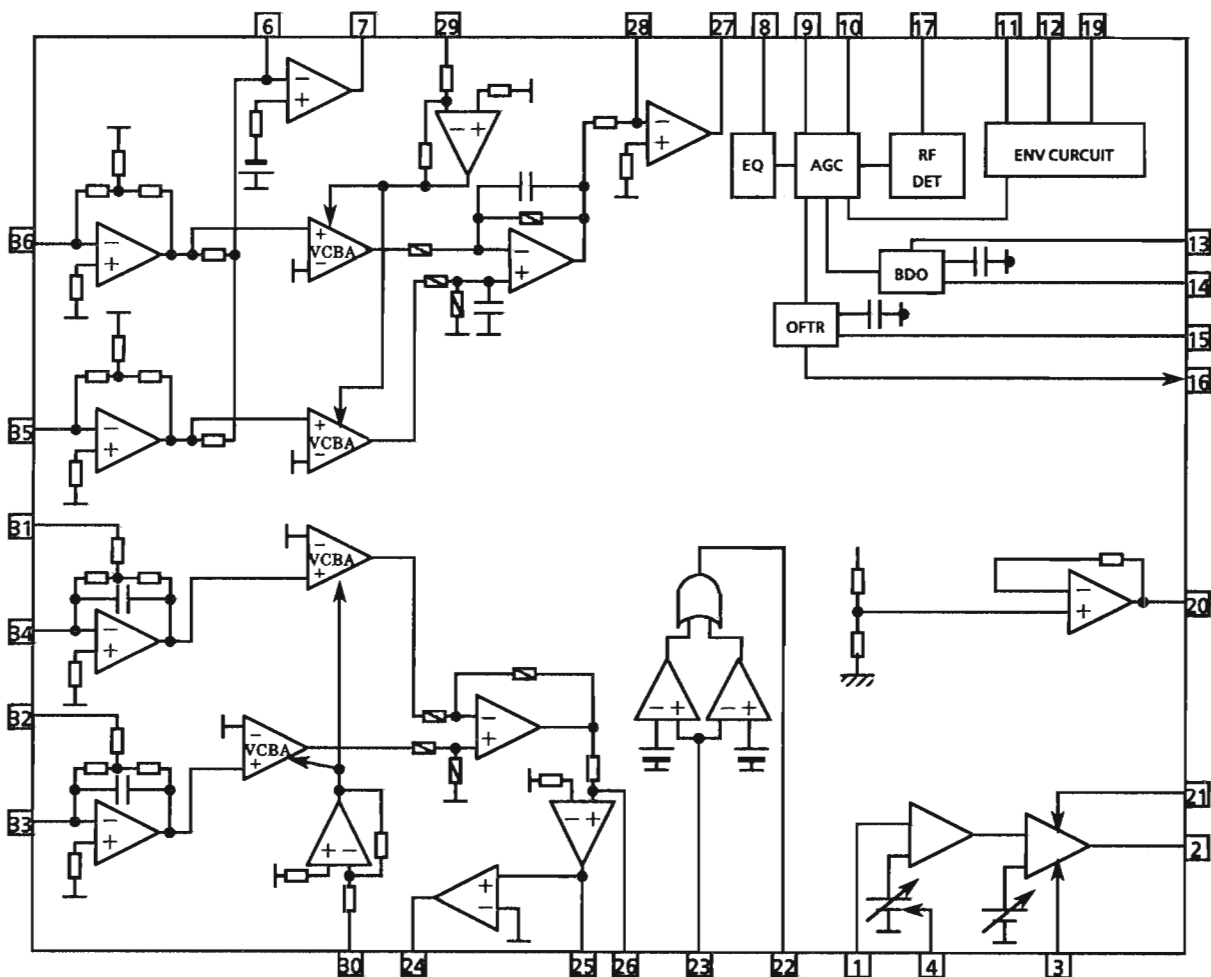 6 7 29 28 27 8 9 10 17 11 12 19
− +
− +
− +
EQ AGC RF DET ENV CURCUIT
36
− +
+ VCBA −
− +
13
BDO
14
OFTR
15
16
35
− +
+ VCBA −
31
− VCBA +
34
− +
− +
20
32
− VCBA +
− +
− + − +
33
− +
− +
21
+ −
+ −
2
30 24 25 26 23 22 1 4 3